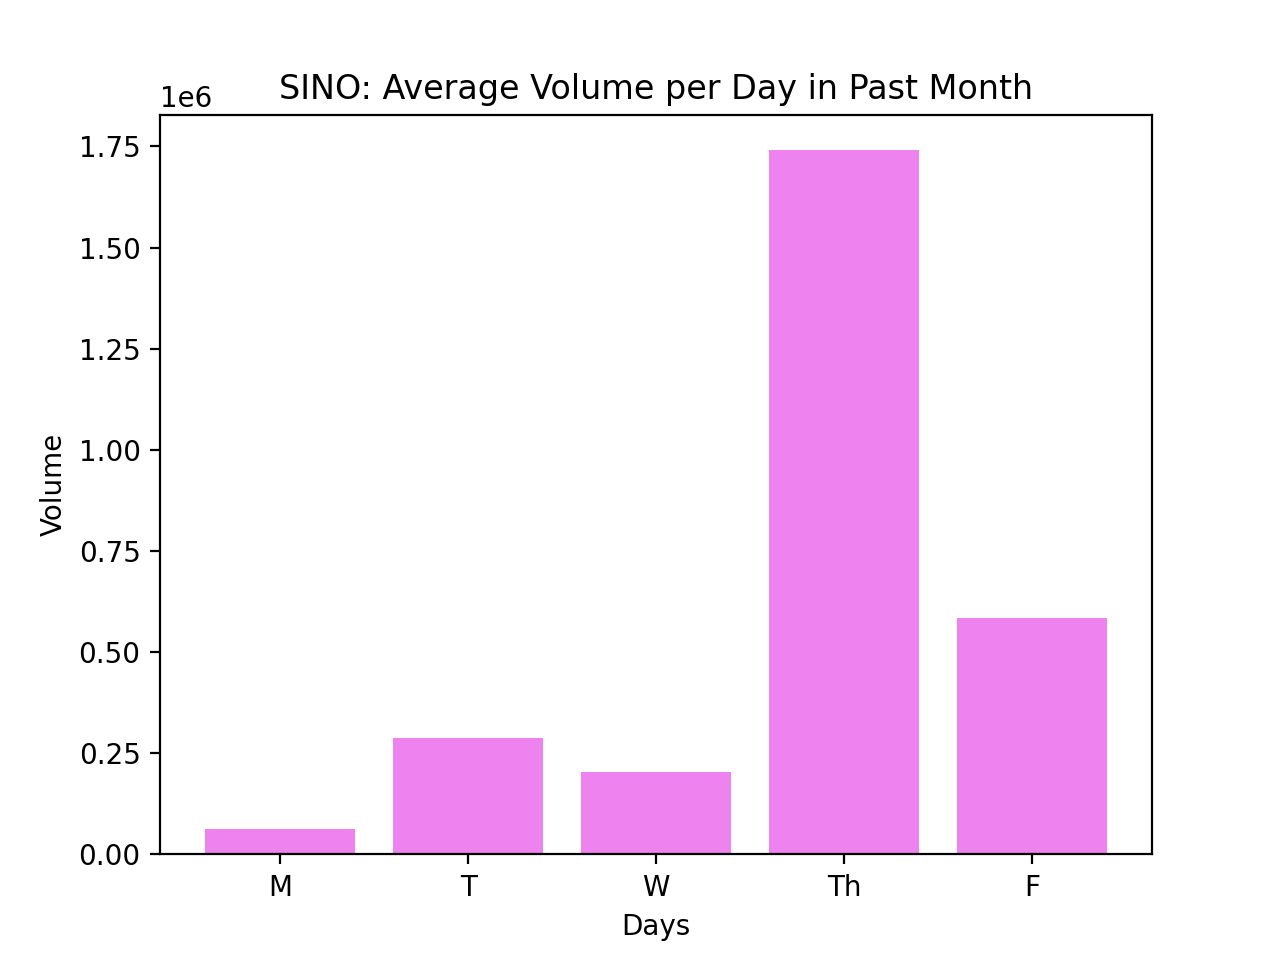 SINO: Average Volume per Day in Past Month
1e6
1.75
1.50
1.25
1.00
0.75
0.50
0.25
0.00
Volume
M T W Th F
Days